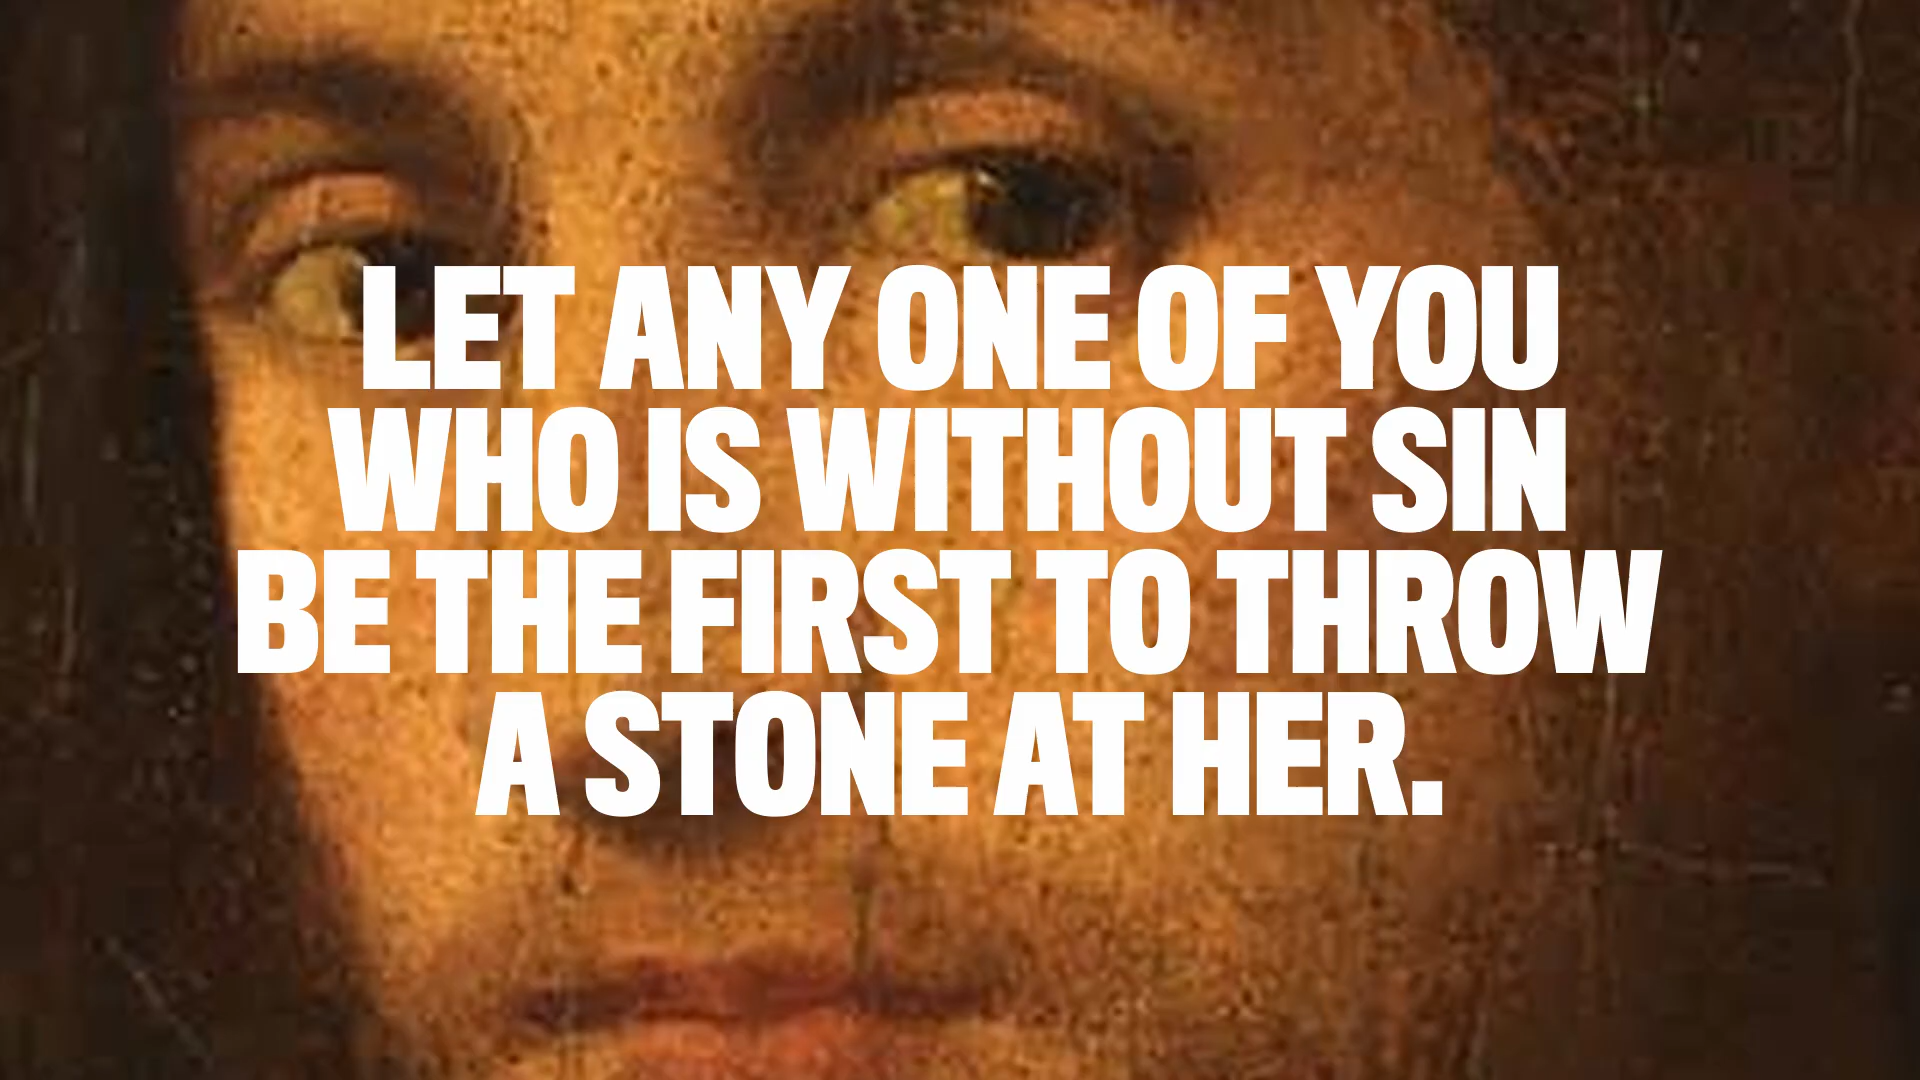 LET ANY ONE OF YOU
WHO IS WITHOUT SIN
BE THE FIRST TO THROW
A STONE AT HER.